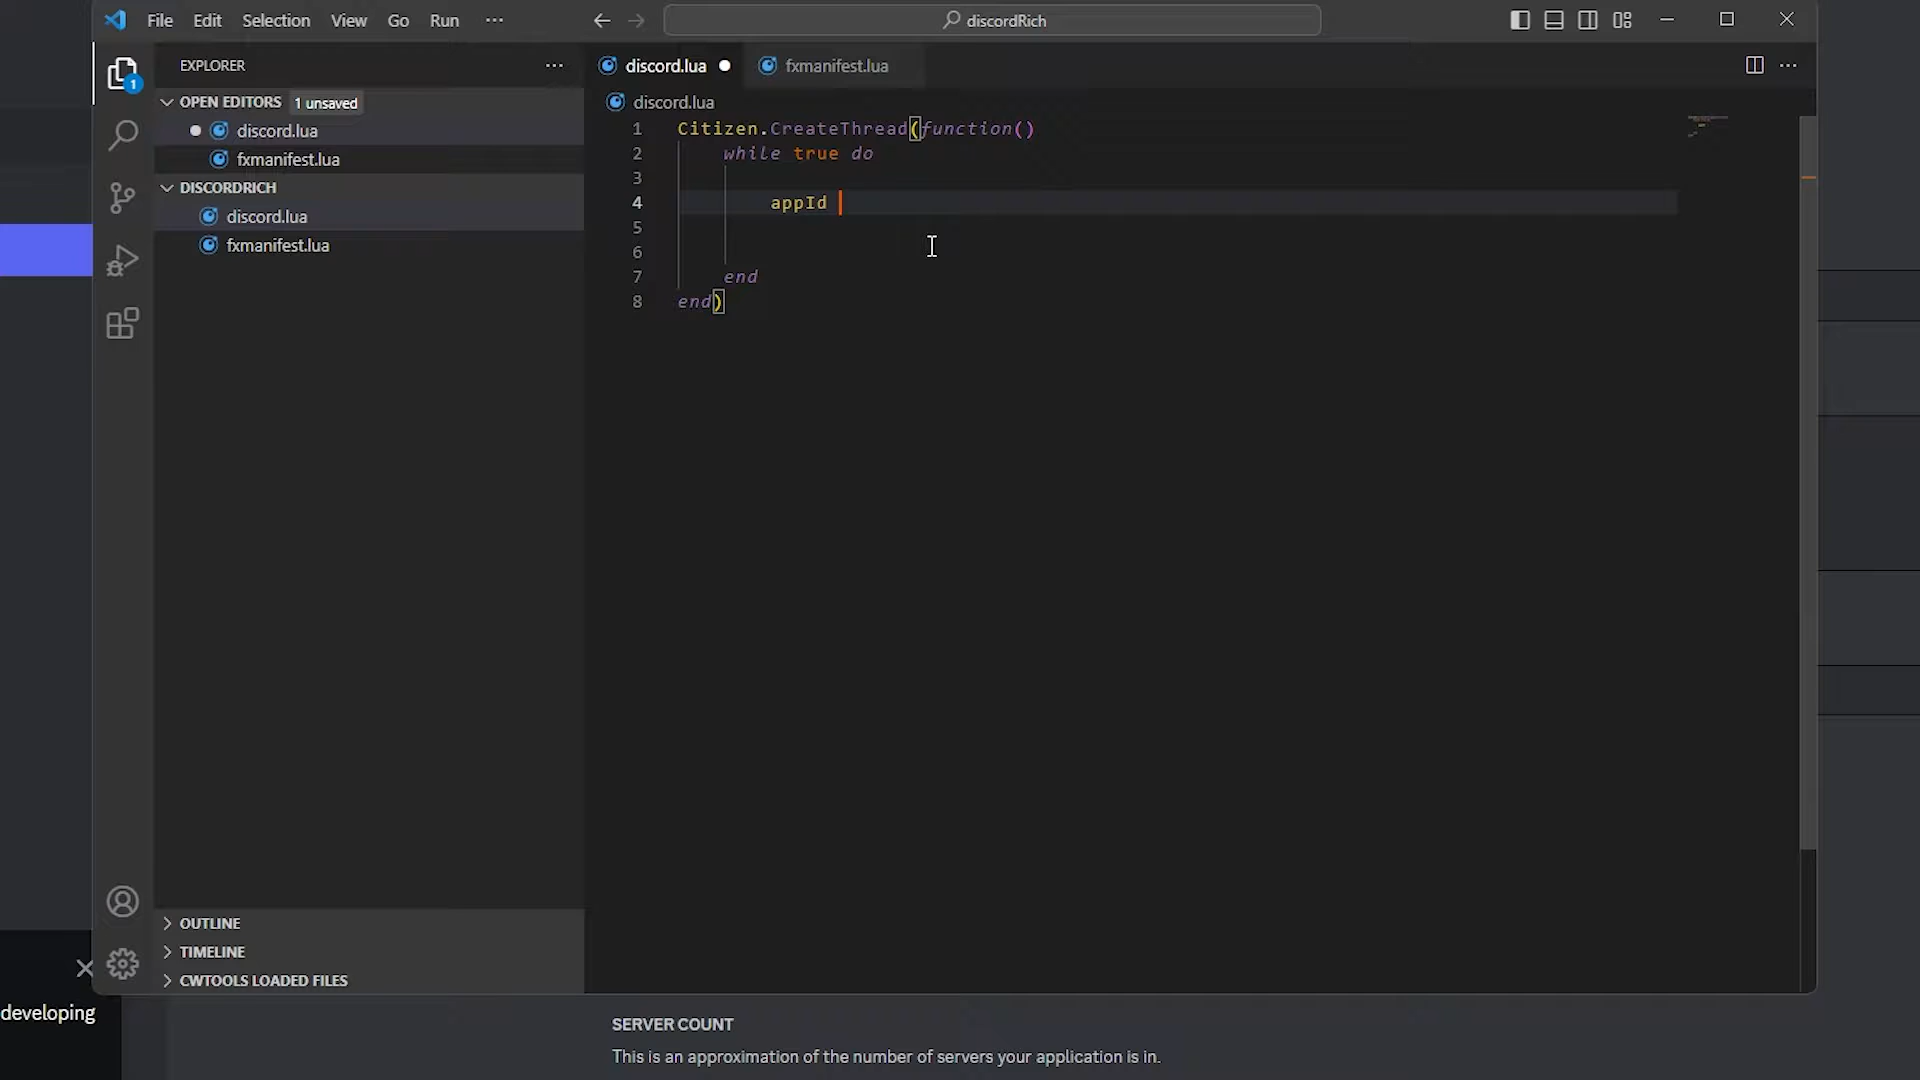 File Edit Selection View Go Run ...
discordRich
EXPLORER
OPEN EDITORS 1 unsaved
discord.lua
fxmanifest.lua
DISCORDRICH
discord.lua
fxmanifest.lua
OUTLINE
TIMELINE
CWTOOLS LOADED FILES
1
discord.lua fxmanifest.lua
discord.lua
1 Citizen.CreateThread(function()
2 while true do
3
4 appId
5
6
7 end
8 end)
developing
SERVER COUNT
This is an approximation of the number of servers your application is in.